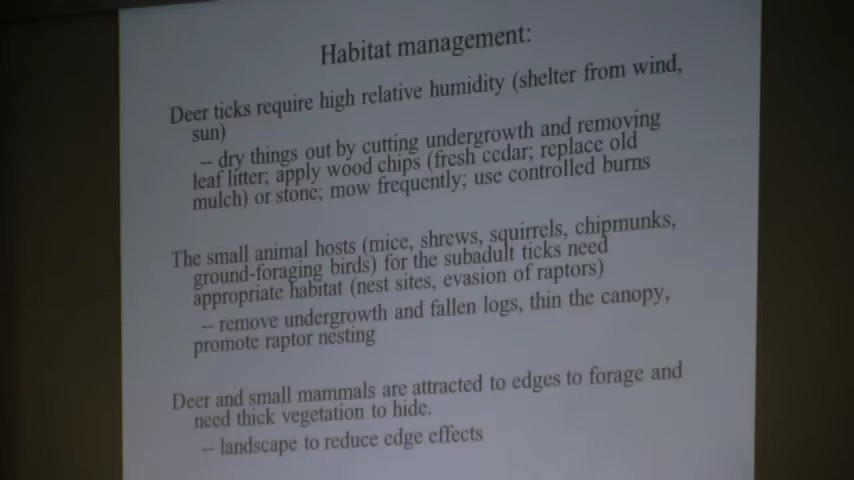 Habitat management:
Deer ticks require high relative humidity (shelter from wind,
sun)
-- dry things out by cutting undergrowth and removing
leaf litter; apply wood chips (fresh cedar; replace old
mulch) or stone; mow frequently; use controlled burns
The small animal hosts (mice, shrews, squirrels, chipmunks,
ground-foraging birds) for the subadult ticks need
appropriate habitat (nest sites, evasion of raptors)
-- remove undergrowth and fallen logs, thin the canopy,
promote raptor nesting
Deer and small mammals are attracted to edges to forage and
need thick vegetation to hide.
-- landscape to reduce edge effects